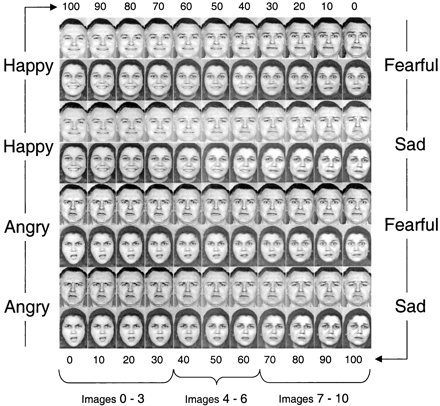 100 90 80 70 60 50 40 30 20 10 0
Happy Fearful
Happy Sad
Angry Fearful
Angry Sad
0 10 20 30 40 50 60 70 80 90 100
Images 0 - 3 Images 4 - 6 Images 7 - 10